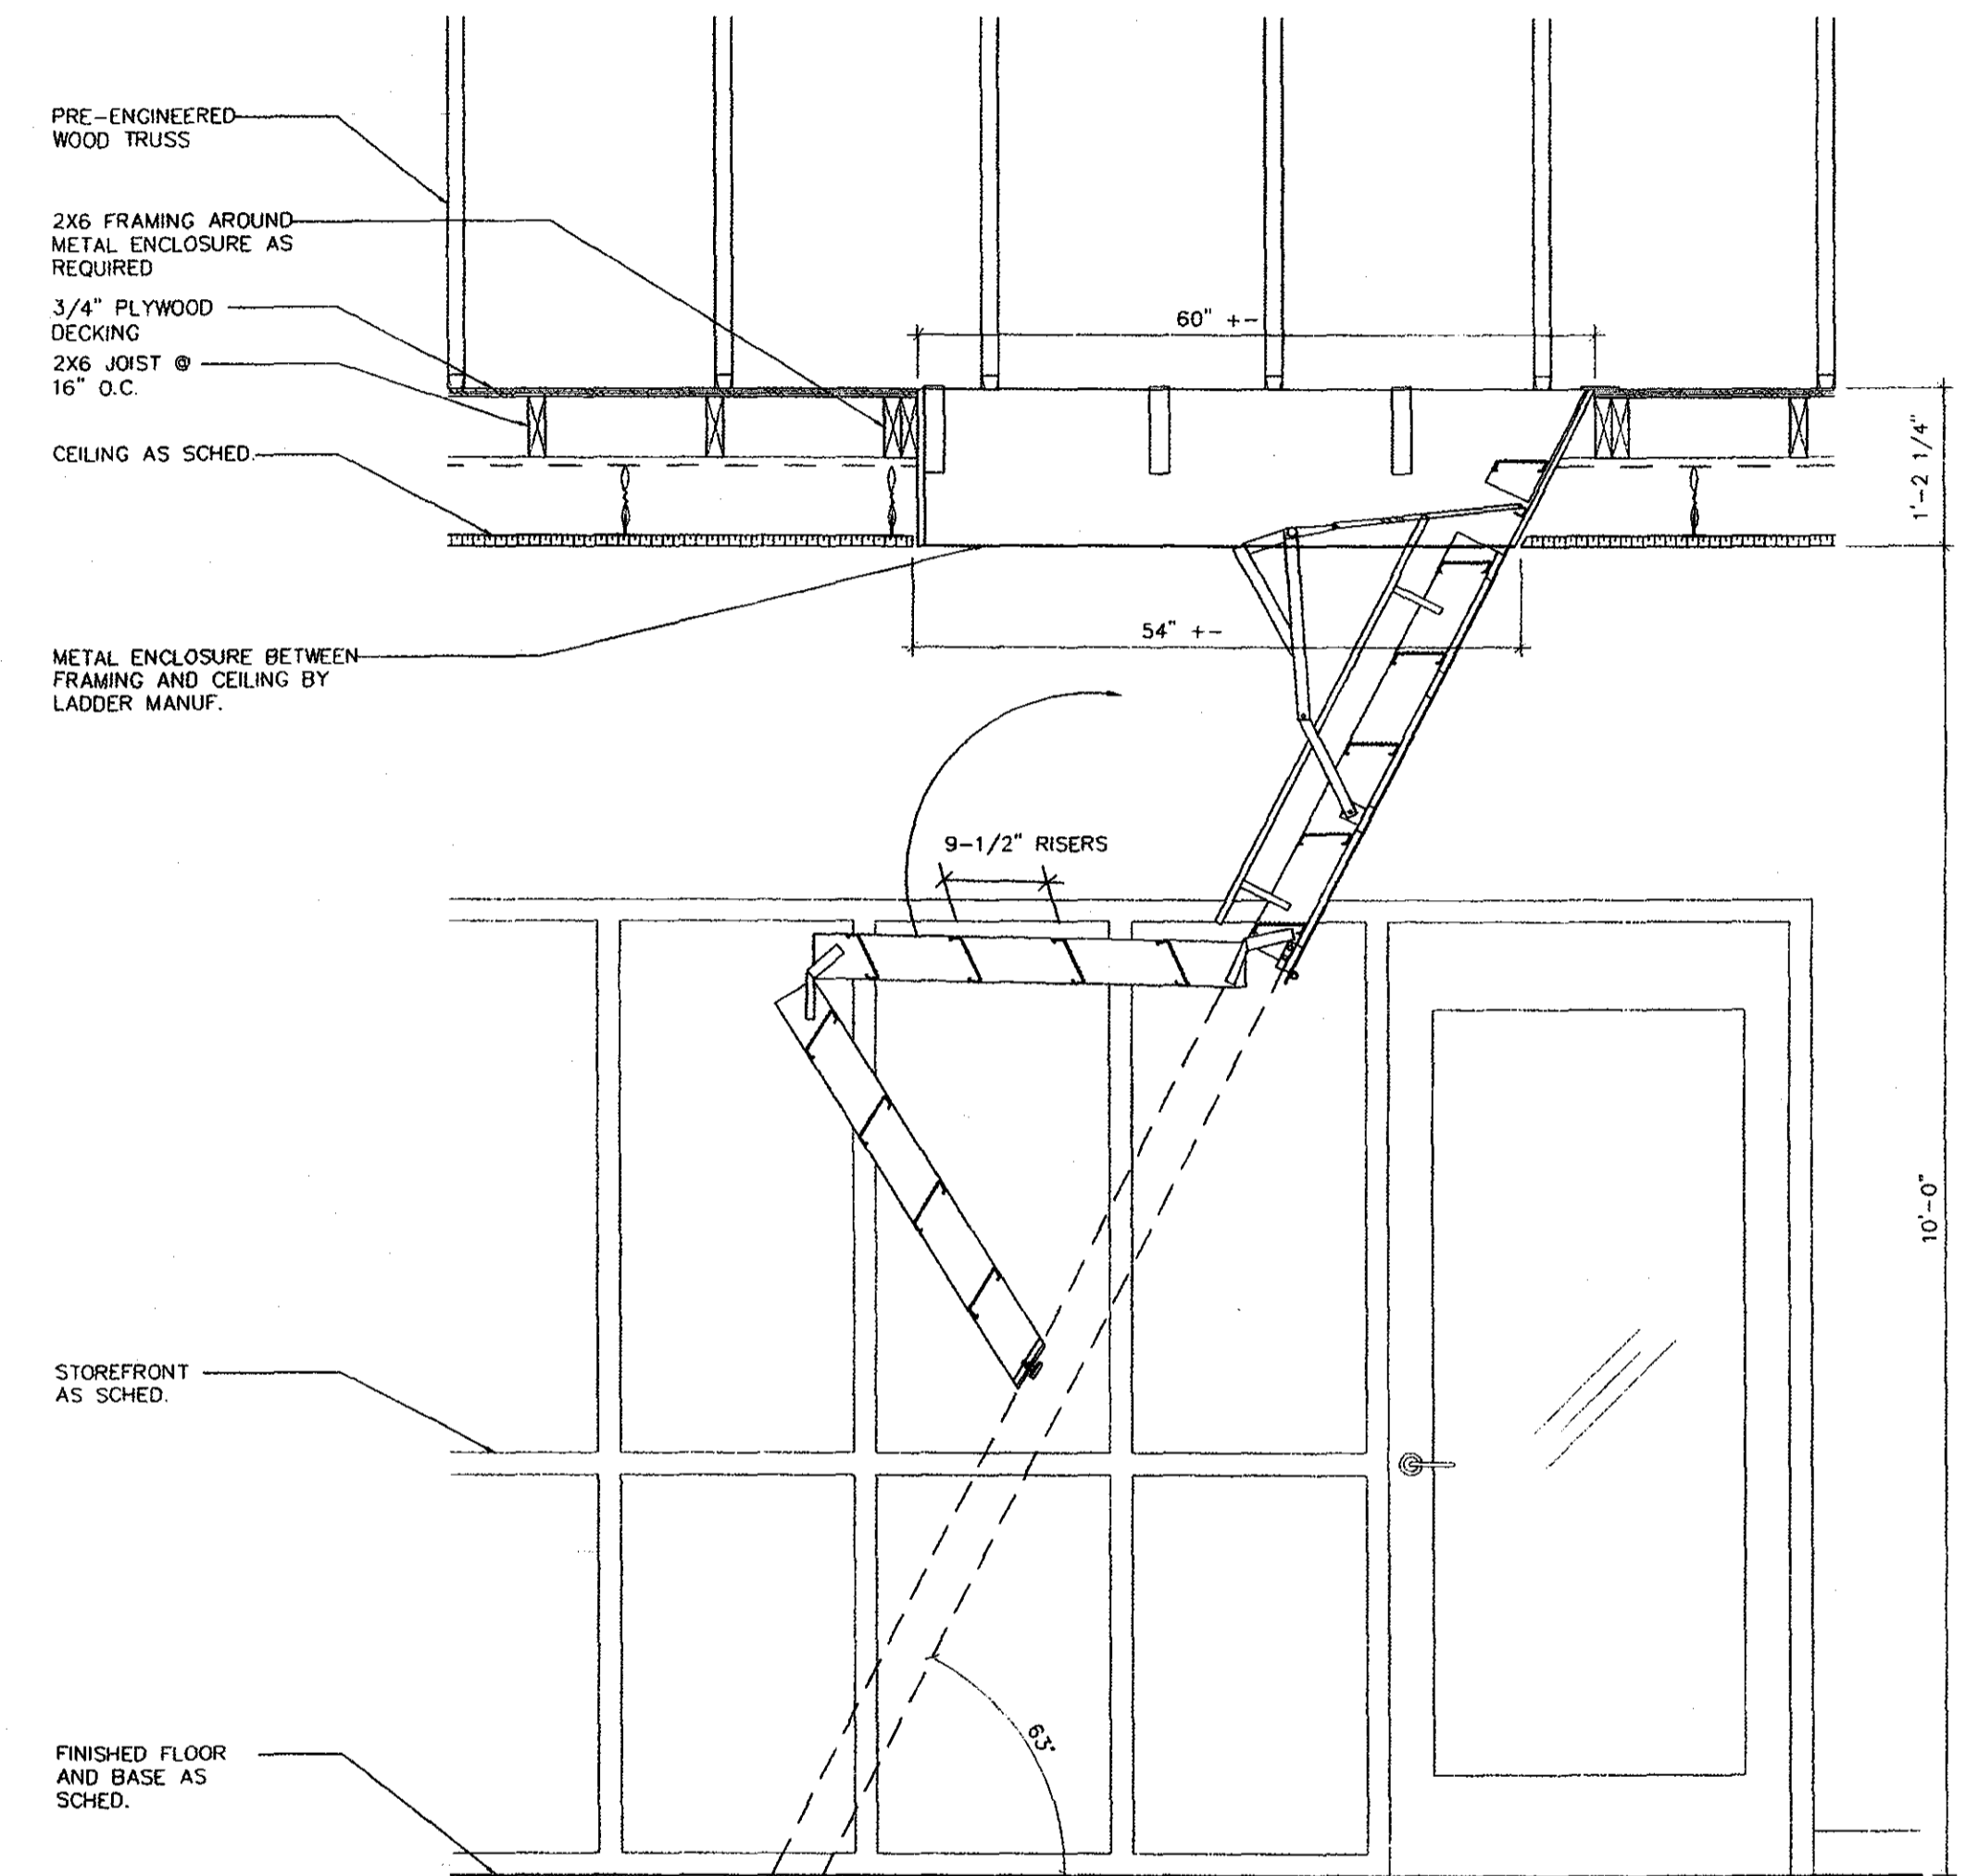 PRE-ENGINEERED
WOOD TRUSS
2X6 FRAMING AROUND
METAL ENCLOSURE AS
REQUIRED
3/4" PLYWOOD
DECKING
2X6 JOIST @
16" O.C.
CEILING AS SCHED.
60" +-
1'-2 1/4"
54" +-
METAL ENCLOSURE BETWEEN
FRAMING AND CEILING BY
LADDER MANUF.
9-1/2" RISERS
10'-0"
STOREFRONT
AS SCHED.
63°
FINISHED FLOOR
AND BASE AS
SCHED.